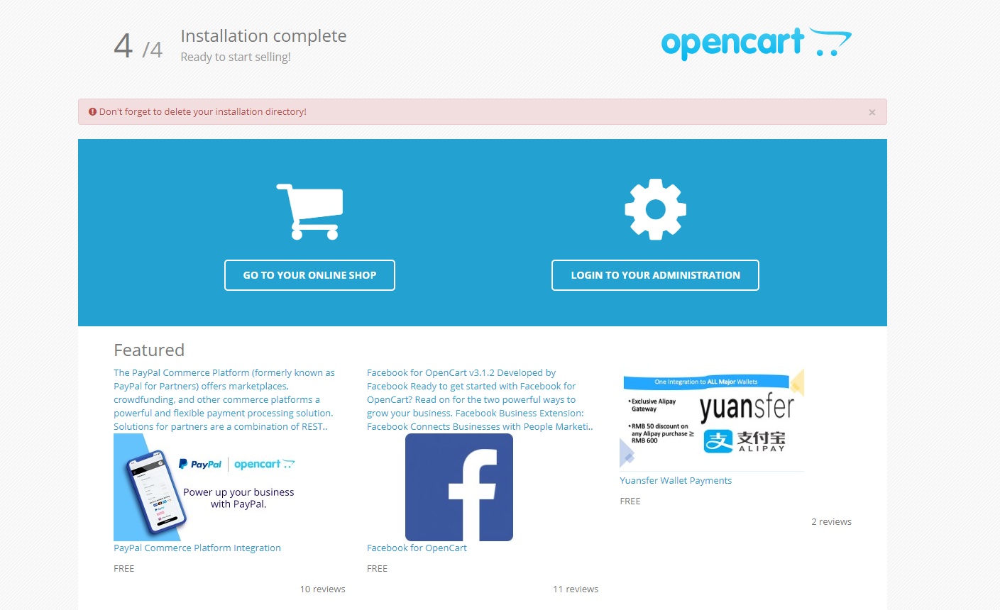 4 /4
Installation complete
Ready to start selling!
opencart
Don't forget to delete your installation directory!
×
GO TO YOUR ONLINE SHOP
LOGIN TO YOUR ADMINISTRATION
Featured
The PayPal Commerce Platform (formerly known as
PayPal for Partners) offers marketplaces,
crowdfunding, and other commerce platforms a
powerful and flexible payment processing solution.
Solutions for partners are a combination of REST..
PayPal | opencart
Power up your business
with PayPal.
PayPal Commerce Platform Integration
FREE
10 reviews
Facebook for OpenCart v3.1.2 Developed by
Facebook Ready to get started with Facebook for
OpenCart? Read on for the two powerful ways to
grow your business. Facebook Business Extension:
Facebook Connects Businesses with People Marketi..
f
Facebook for OpenCart
FREE
11 reviews
One Integration to ALL Major Wallets
•Exclusive Alipay
Gateway
•RMB 50 discount on
any Alipay purchase ≥
RMB 600
yuansfer
支 支付宝
ALIPAY
Yuansfer Wallet Payments
FREE
2 reviews